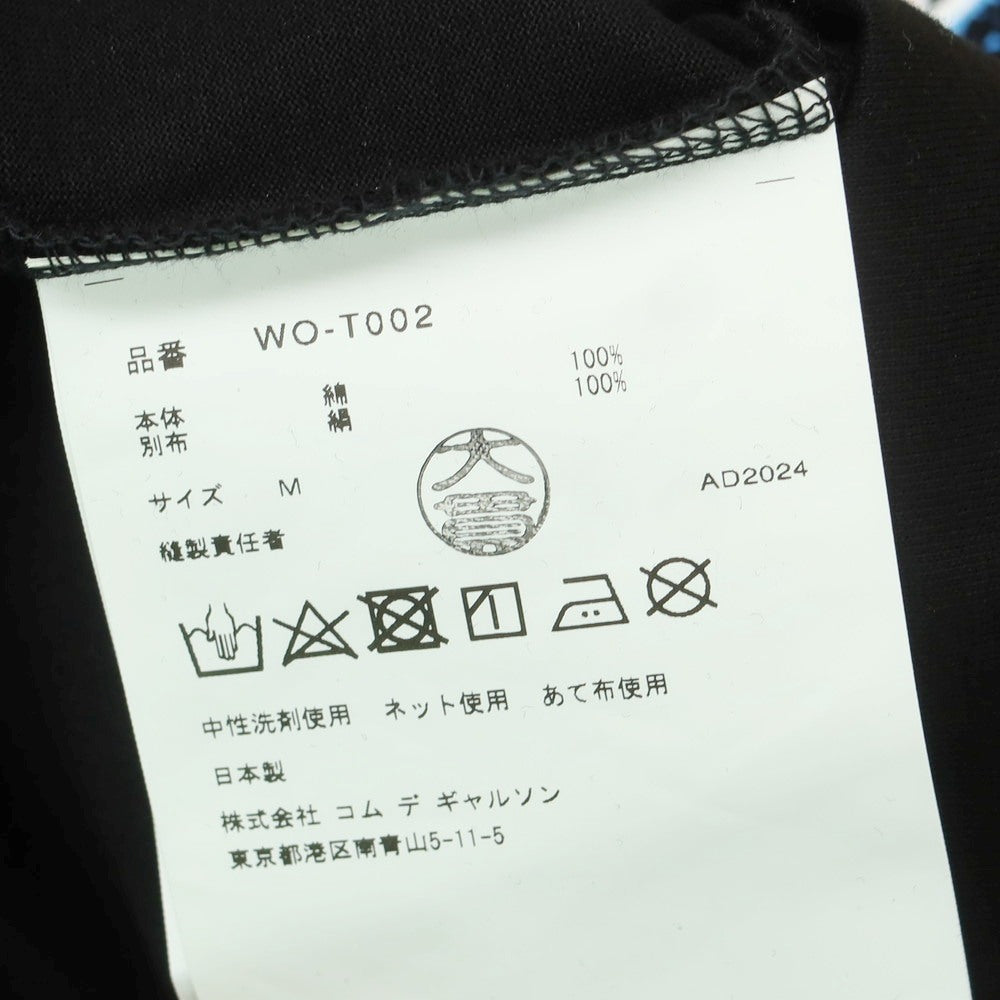 品番 WO-T002
本体 綿 100%
別布 絹 100%
サイズ M
AD2024
縫製責任者
中性洗剤使用 ネット使用 あて布使用
日本製
株式会社 コム デ ギャルソン
東京都港区南青山5-11-5